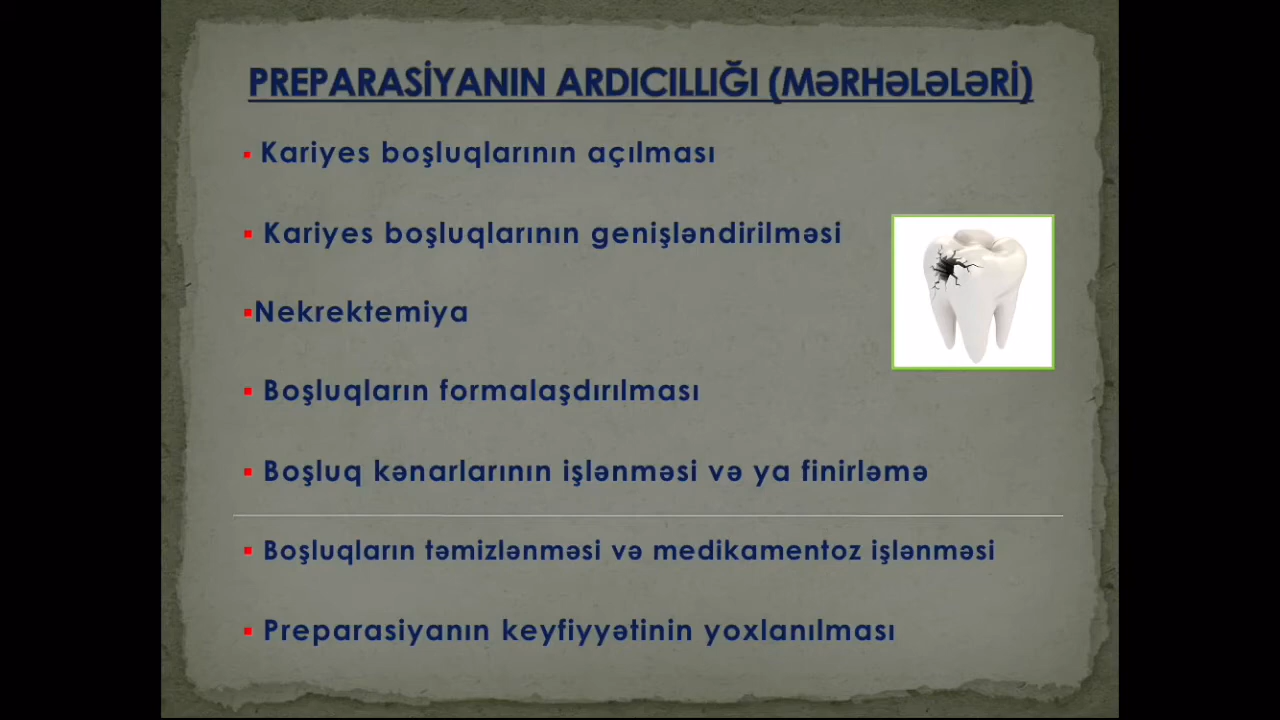 PREPARASİYANIN ARDICILLIĞI (MƏRHƏLƏLƏRİ)
▪ Kariyes boşluqlarının açılması
▪ Kariyes boşluqlarının genişləndirilməsi
▪Nekrektemiya
▪ Boşluqların formalaşdırılması
▪ Boşluq kənarlarının işlənməsi və ya finirləmə
▪ Boşluqların təmizlənməsi və medikamentoz işlənməsi
▪ Preparasiyanın keyfiyyətinin yoxlanılması